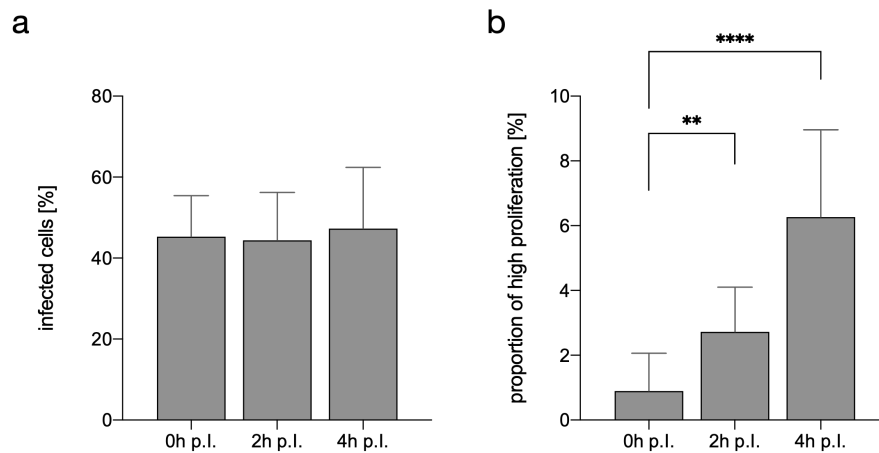 a
infected cells [%]
80
60
40
20
0
0h p.I.
2h p.I.
4h p.I.
b
proportion of high proliferation [%]
****
**
10
8
6
4
2
0
0h p.I.
2h p.I.
4h p.I.